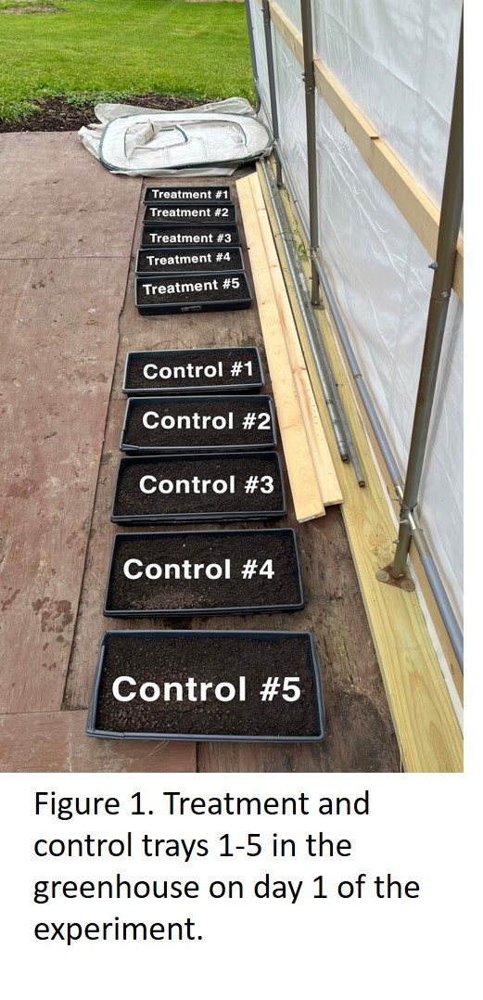 Treatment #1
Treatment #2
Treatment #3
Treatment #4
Treatment #5
Control #1
Control #2
Control #3
Control #4
Control #5
Figure 1. Treatment and
control trays 1-5 in the
greenhouse on day 1 of the
experiment.